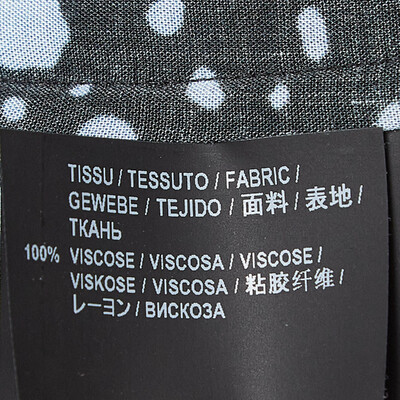 TISSU / TESSUTO / FABRIC /
GEWEBE / TEJIDO / 面料 / 表地 /
ТКАНЬ
100% VISCOSE / VISCOSA / VISCOSE /
VISKOSE / VISCOSA / 粘胶纤维 /
レーヨン / ВИСКОЗА